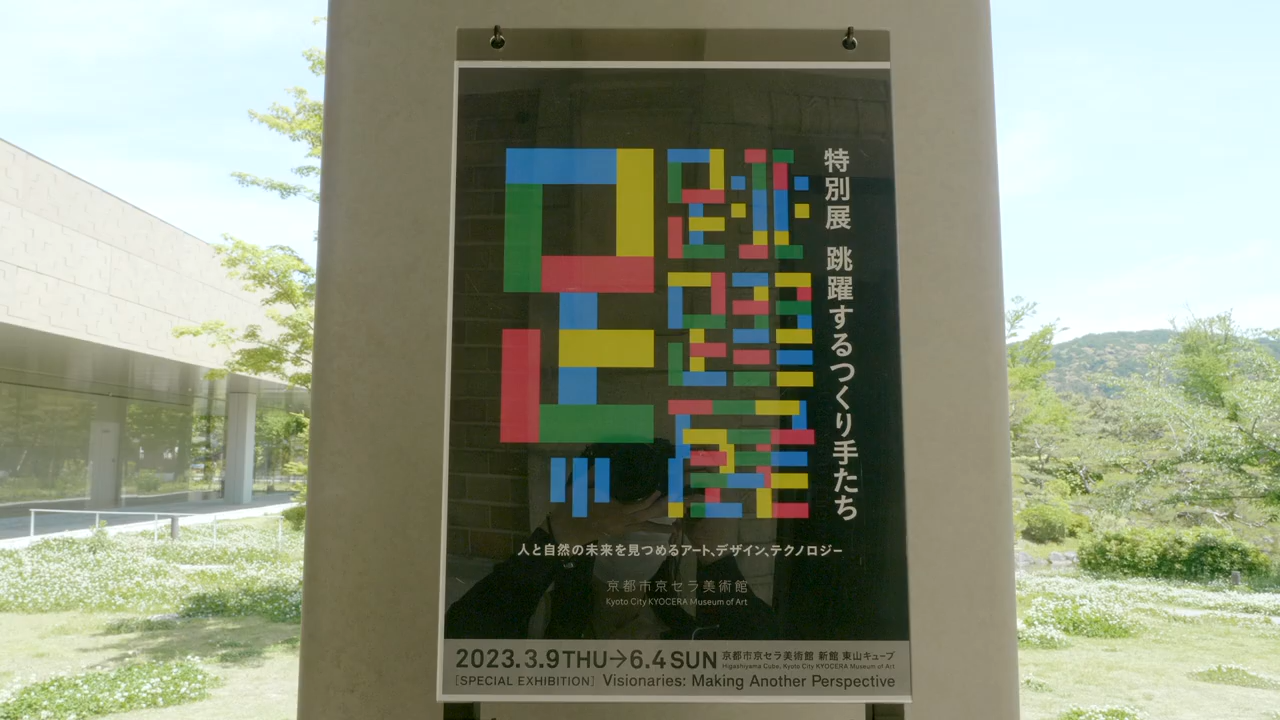 特別展 跳躍するつくり手たち
跳躍
人と自然の未来を見つめるアート、デザイン、テクノロジー
京都市京セラ美術館
Kyoto City KYOCERA Museum of Art
2023.3.9 THU→6.4 SUN 京都市京セラ美術館 新館 東山キューブ
Higashiyama Cube, Kyoto City KYOCERA Museum of Art
[SPECIAL EXHIBITION] Visionaries: Making Another Perspective